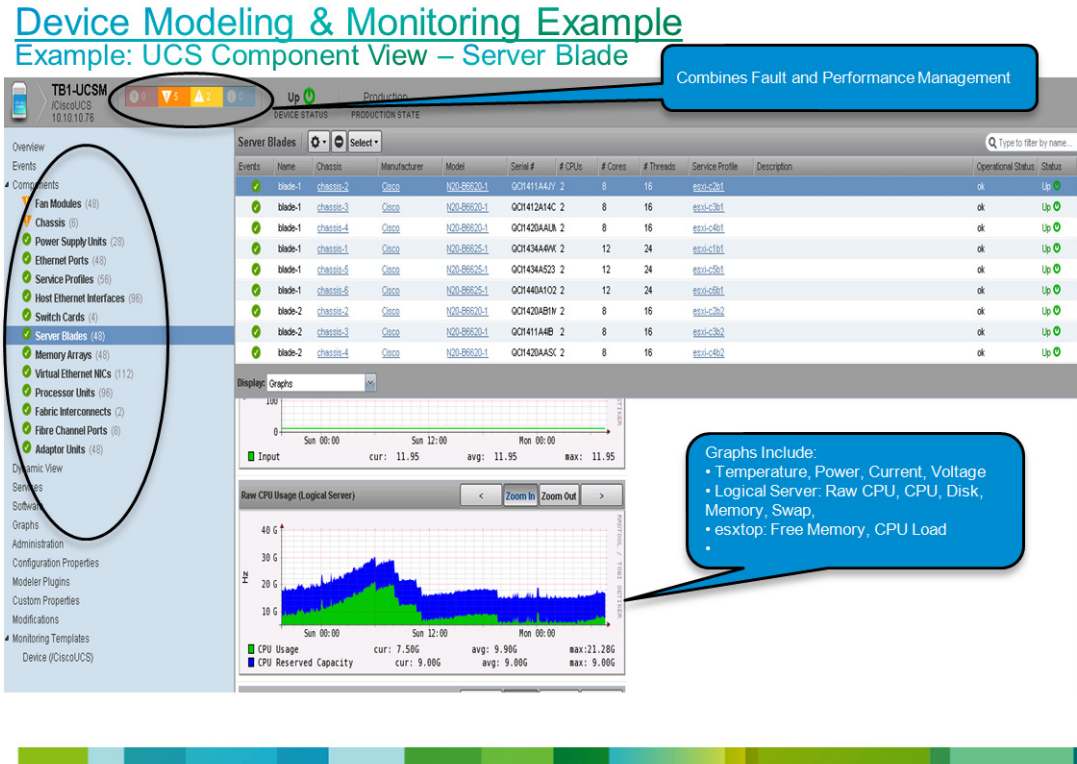 Device Modeling & Monitoring Example
Example: UCS Component View – Server Blade
Combines Fault and Performance Management
TB1-UCSM
/CiscoUCS
10.10.10.76
0 5 2 0
Up
DEVICE STATUS
Production
PRODUCTION STATE
Overview
Events
Components
Fan Modules (48)
Chassis (6)
Power Supply Units (28)
Ethernet Ports (48)
Service Profiles (56)
Host Ethernet Interfaces (96)
Switch Cards (4)
Server Blades (48)
Memory Arrays (48)
Virtual Ethernet NICs (112)
Processor Units (96)
Fabric Interconnects (2)
Fibre Channel Ports (8)
Adaptor Units (48)
Dynamic View
Services
Software
Graphs
Administration
Configuration Properties
Modeler Plugins
Custom Properties
Modifications
Monitoring Templates
Device (/CiscoUCS)
Server Blades Select
Type to filter by name...
Events Name Chassis Manufacturer Model Serial # # CPUs # Cores # Threads Service Profile Description Operational Status Status
blade-1 chassis-2 Cisco N20-B6620-1 QCI1411A4JY 2 8 16 esxi-c2b1 ok Up
blade-1 chassis-3 Cisco N20-B6620-1 QCI1412A14C 2 8 16 esxi-c3b1 ok Up
blade-1 chassis-4 Cisco N20-B6620-1 2 8 16 esxi-c4b1 ok Up
blade-1 chassis-1 Cisco N20-B6625-1 2 12 24 esxi-c1b1 ok Up
blade-1 chassis-5 Cisco N20-B6625-1 QCI1434A523 2 12 24 esxi-c5b1 ok Up
blade-1 chassis-6 Cisco N20-B6625-1 QCI1440A1O2 2 12 24 esxi-c6b1 ok Up
blade-2 chassis-2 Cisco N20-B6620-1 2 8 16 esxi-c2b2 ok Up
blade-2 chassis-3 Cisco N20-B6620-1 QCI1411A4IB 2 8 16 esxi-c3b2 ok Up
blade-2 chassis-4 Cisco N20-B6620-1 2 8 16 esxi-c4b2 ok Up
Display: Graphs
100
0
Sun 00:00 Sun 12:00 Mon 00:00
Input cur: 11.95 avg: 11.95 max: 11.95
Raw CPU Usage (Logical Server) < Zoom In Zoom Out >
40 G
30 G
20 G
10 G
Hz
RRDTOOL / TOBI OETIKER
Sun 00:00 Sun 12:00 Mon 00:00
CPU Usage cur: 7.50G avg: 9.90G max:21.28G
CPU Reserved Capacity cur: 9.00G avg: 9.00G max: 9.00G
Graphs Include:
• Temperature, Power, Current, Voltage
• Logical Server: Raw CPU, CPU, Disk,
Memory, Swap,
• esxtop: Free Memory, CPU Load
•